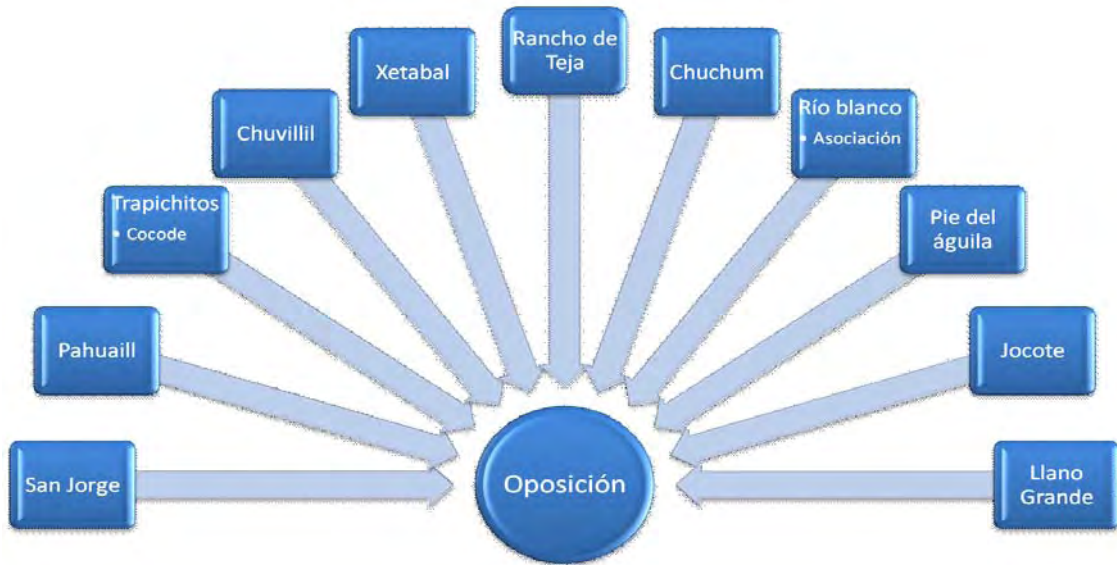 San Jorge
Pahuaill
Trapichitos
• Cocode
Chuvillil
Xetabal
Rancho de
Teja
Chuchum
Río blanco
• Asociación
Pie del
águila
Jocote
Llano
Grande
Oposición